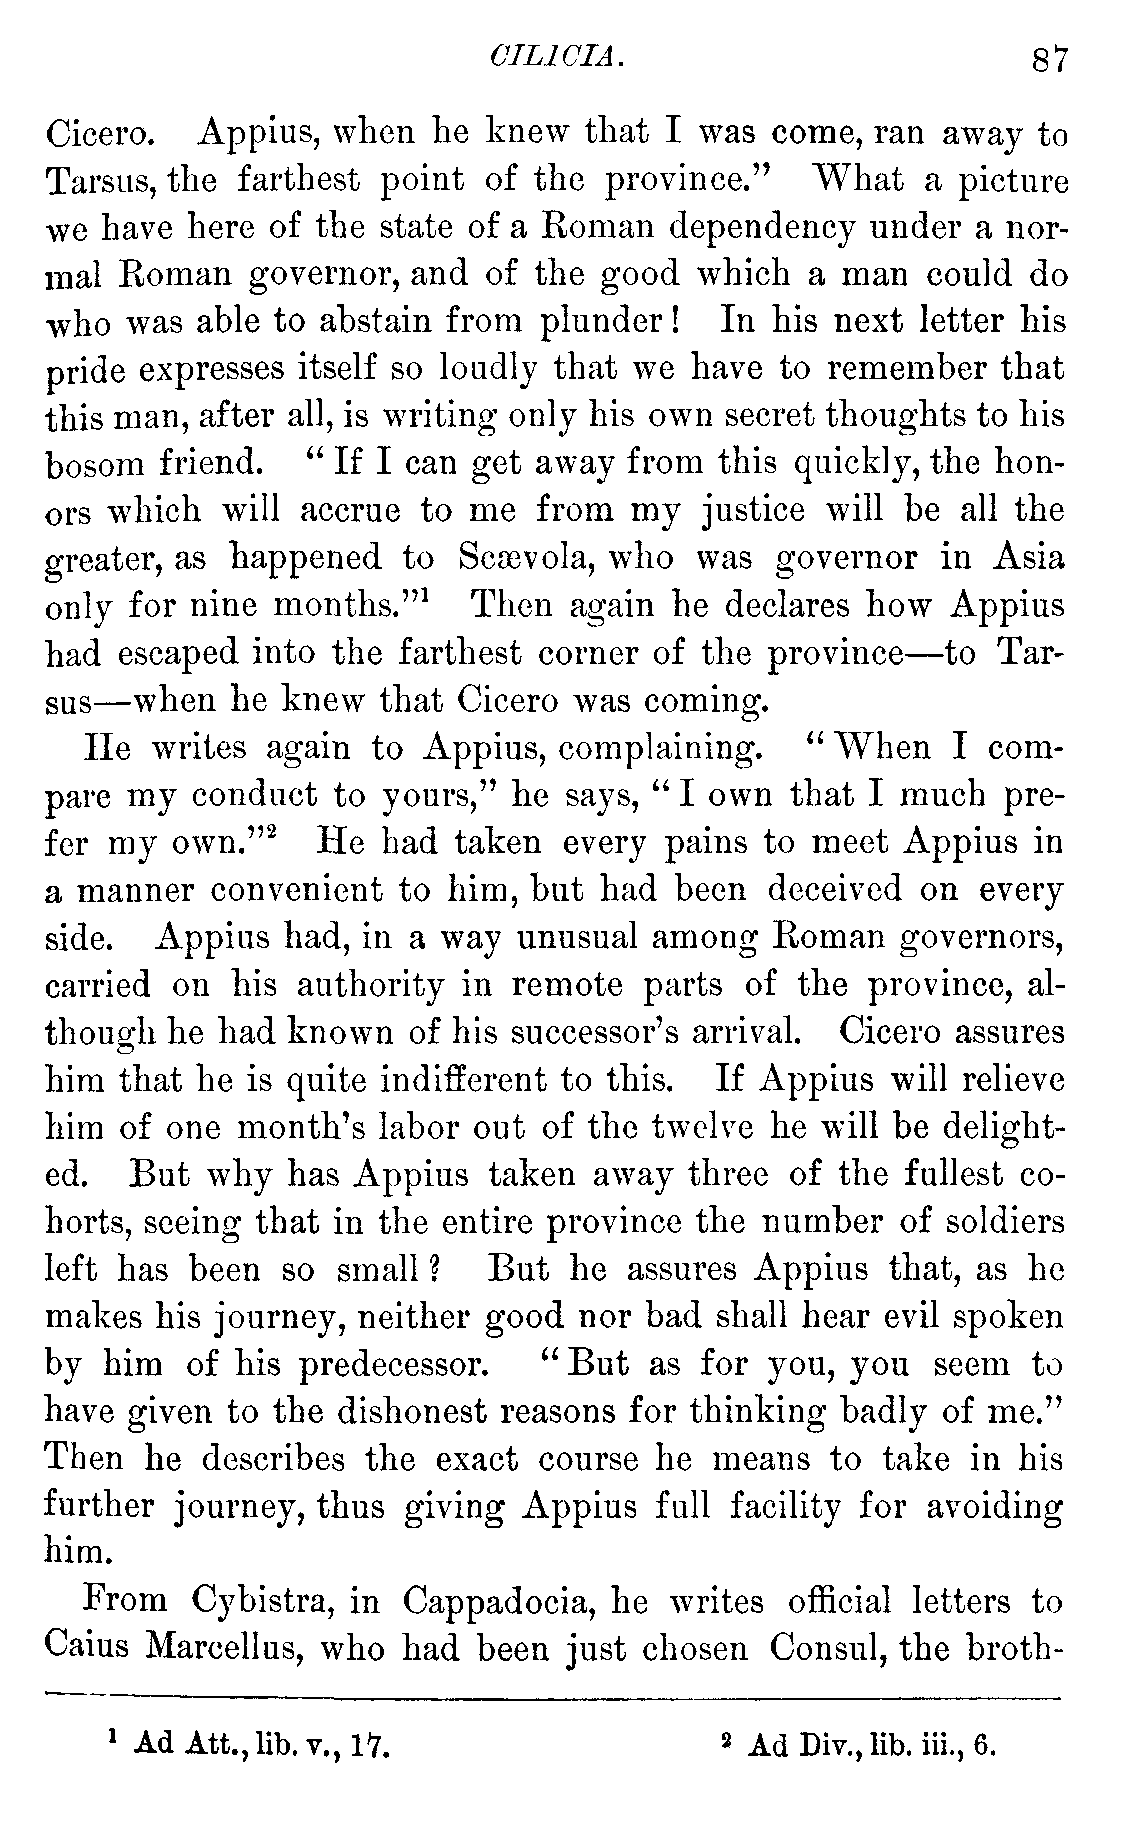 CILICIA. 87
Cicero. Appius, when he knew that I was come, ran away to
Tarsus, the farthest point of the province.” What a picture
we have here of the state of a Roman dependency under a nor-
mal Roman governor, and of the good which a man could do
who was able to abstain from plunder! In his next letter his
pride expresses itself so loudly that we have to remember that
this man, after all, is writing only his own secret thoughts to his
bosom friend. “If I can get away from this quickly, the hon-
ors which will accrue to me from my justice will be all the
greater, as happened to Scævola, who was governor in Asia
only for nine months.”¹ Then again he declares how Appius
had escaped into the farthest corner of the province—to Tar-
sus—when he knew that Cicero was coming.
He writes again to Appius, complaining. “When I com-
pare my conduct to yours,” he says, “I own that I much pre-
fer my own.”² He had taken every pains to meet Appius in
a manner convenient to him, but had been deceived on every
side. Appius had, in a way unusual among Roman governors,
carried on his authority in remote parts of the province, al-
though he had known of his successor’s arrival. Cicero assures
him that he is quite indifferent to this. If Appius will relieve
him of one month’s labor out of the twelve he will be delight-
ed. But why has Appius taken away three of the fullest co-
horts, seeing that in the entire province the number of soldiers
left has been so small? But he assures Appius that, as he
makes his journey, neither good nor bad shall hear evil spoken
by him of his predecessor. “But as for you, you seem to
have given to the dishonest reasons for thinking badly of me.”
Then he describes the exact course he means to take in his
further journey, thus giving Appius full facility for avoiding
him.
From Cybistra, in Cappadocia, he writes official letters to
Caius Marcellus, who had been just chosen Consul, the broth-
¹ Ad Att., lib. v., 17. ² Ad Div., lib. iii., 6.